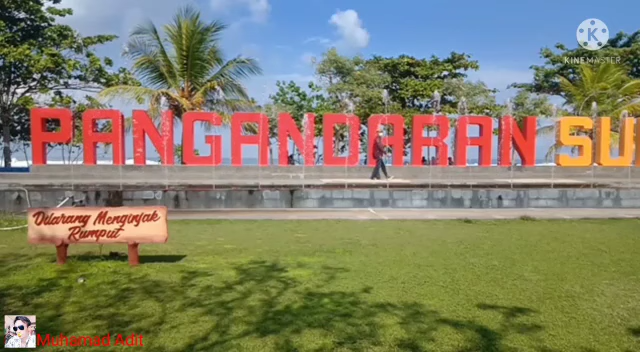 KINEMASTER
PANGANDARAN SU
Dilarang Menginjak
Rumput
Muhamad Adit